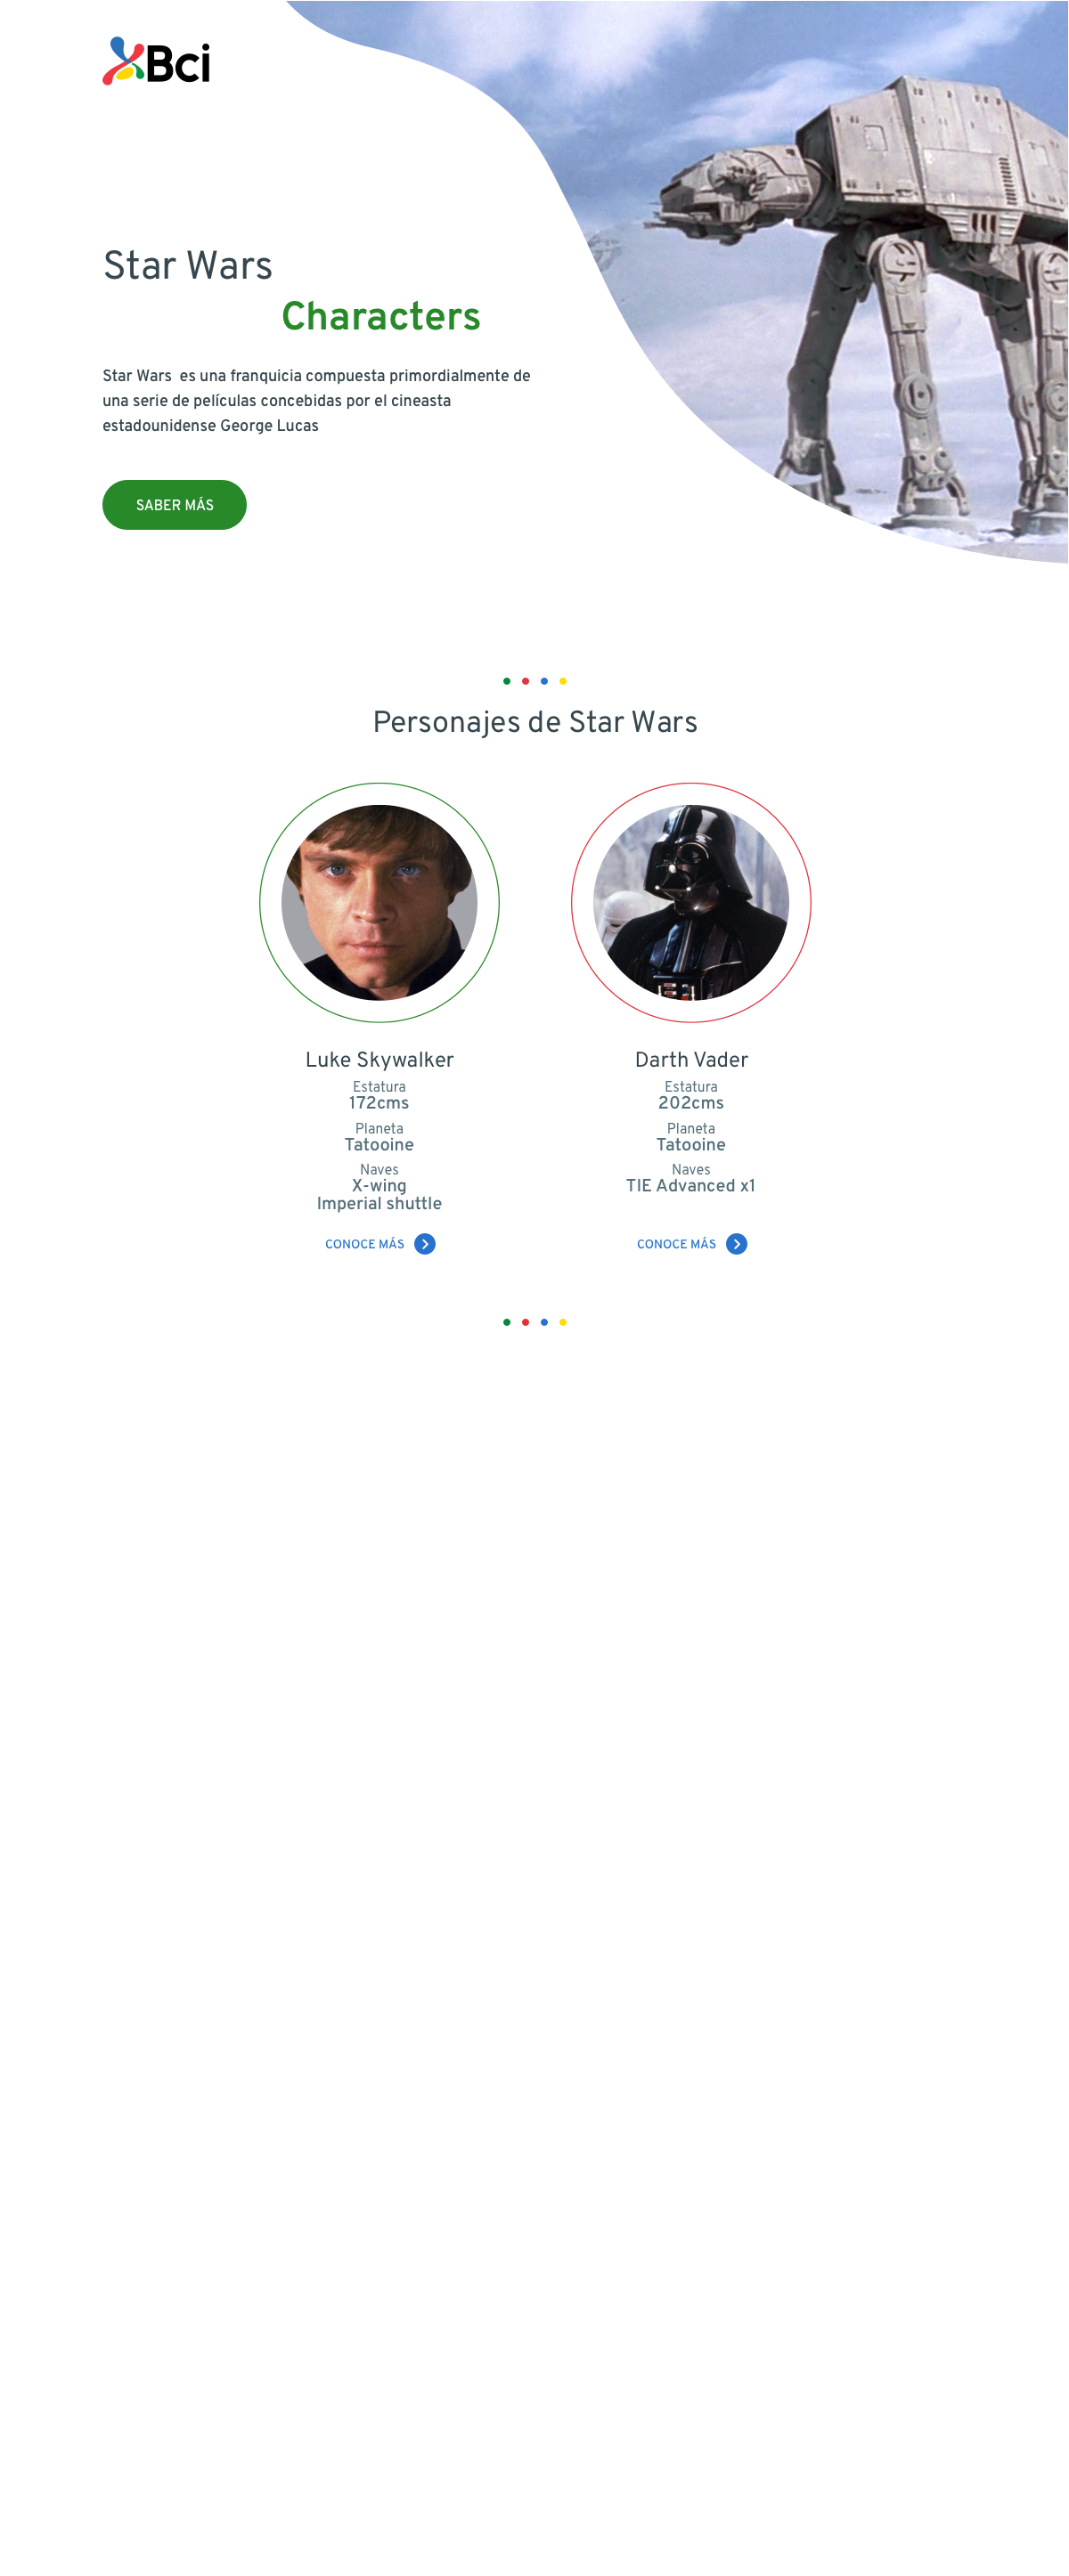 Bci
Star Wars
Characters
Star Wars  es una franquicia compuesta primordialmente de
una serie de películas concebidas por el cineasta
estadounidense George Lucas
SABER MÁS
Personajes de Star Wars
Luke Skywalker
Estatura
172cms
Planeta
Tatooine
Naves
X-wing
Imperial shuttle
CONOCE MÁS
Darth Vader
Estatura
202cms
Planeta
Tatooine
Naves
TIE Advanced x1
CONOCE MÁS